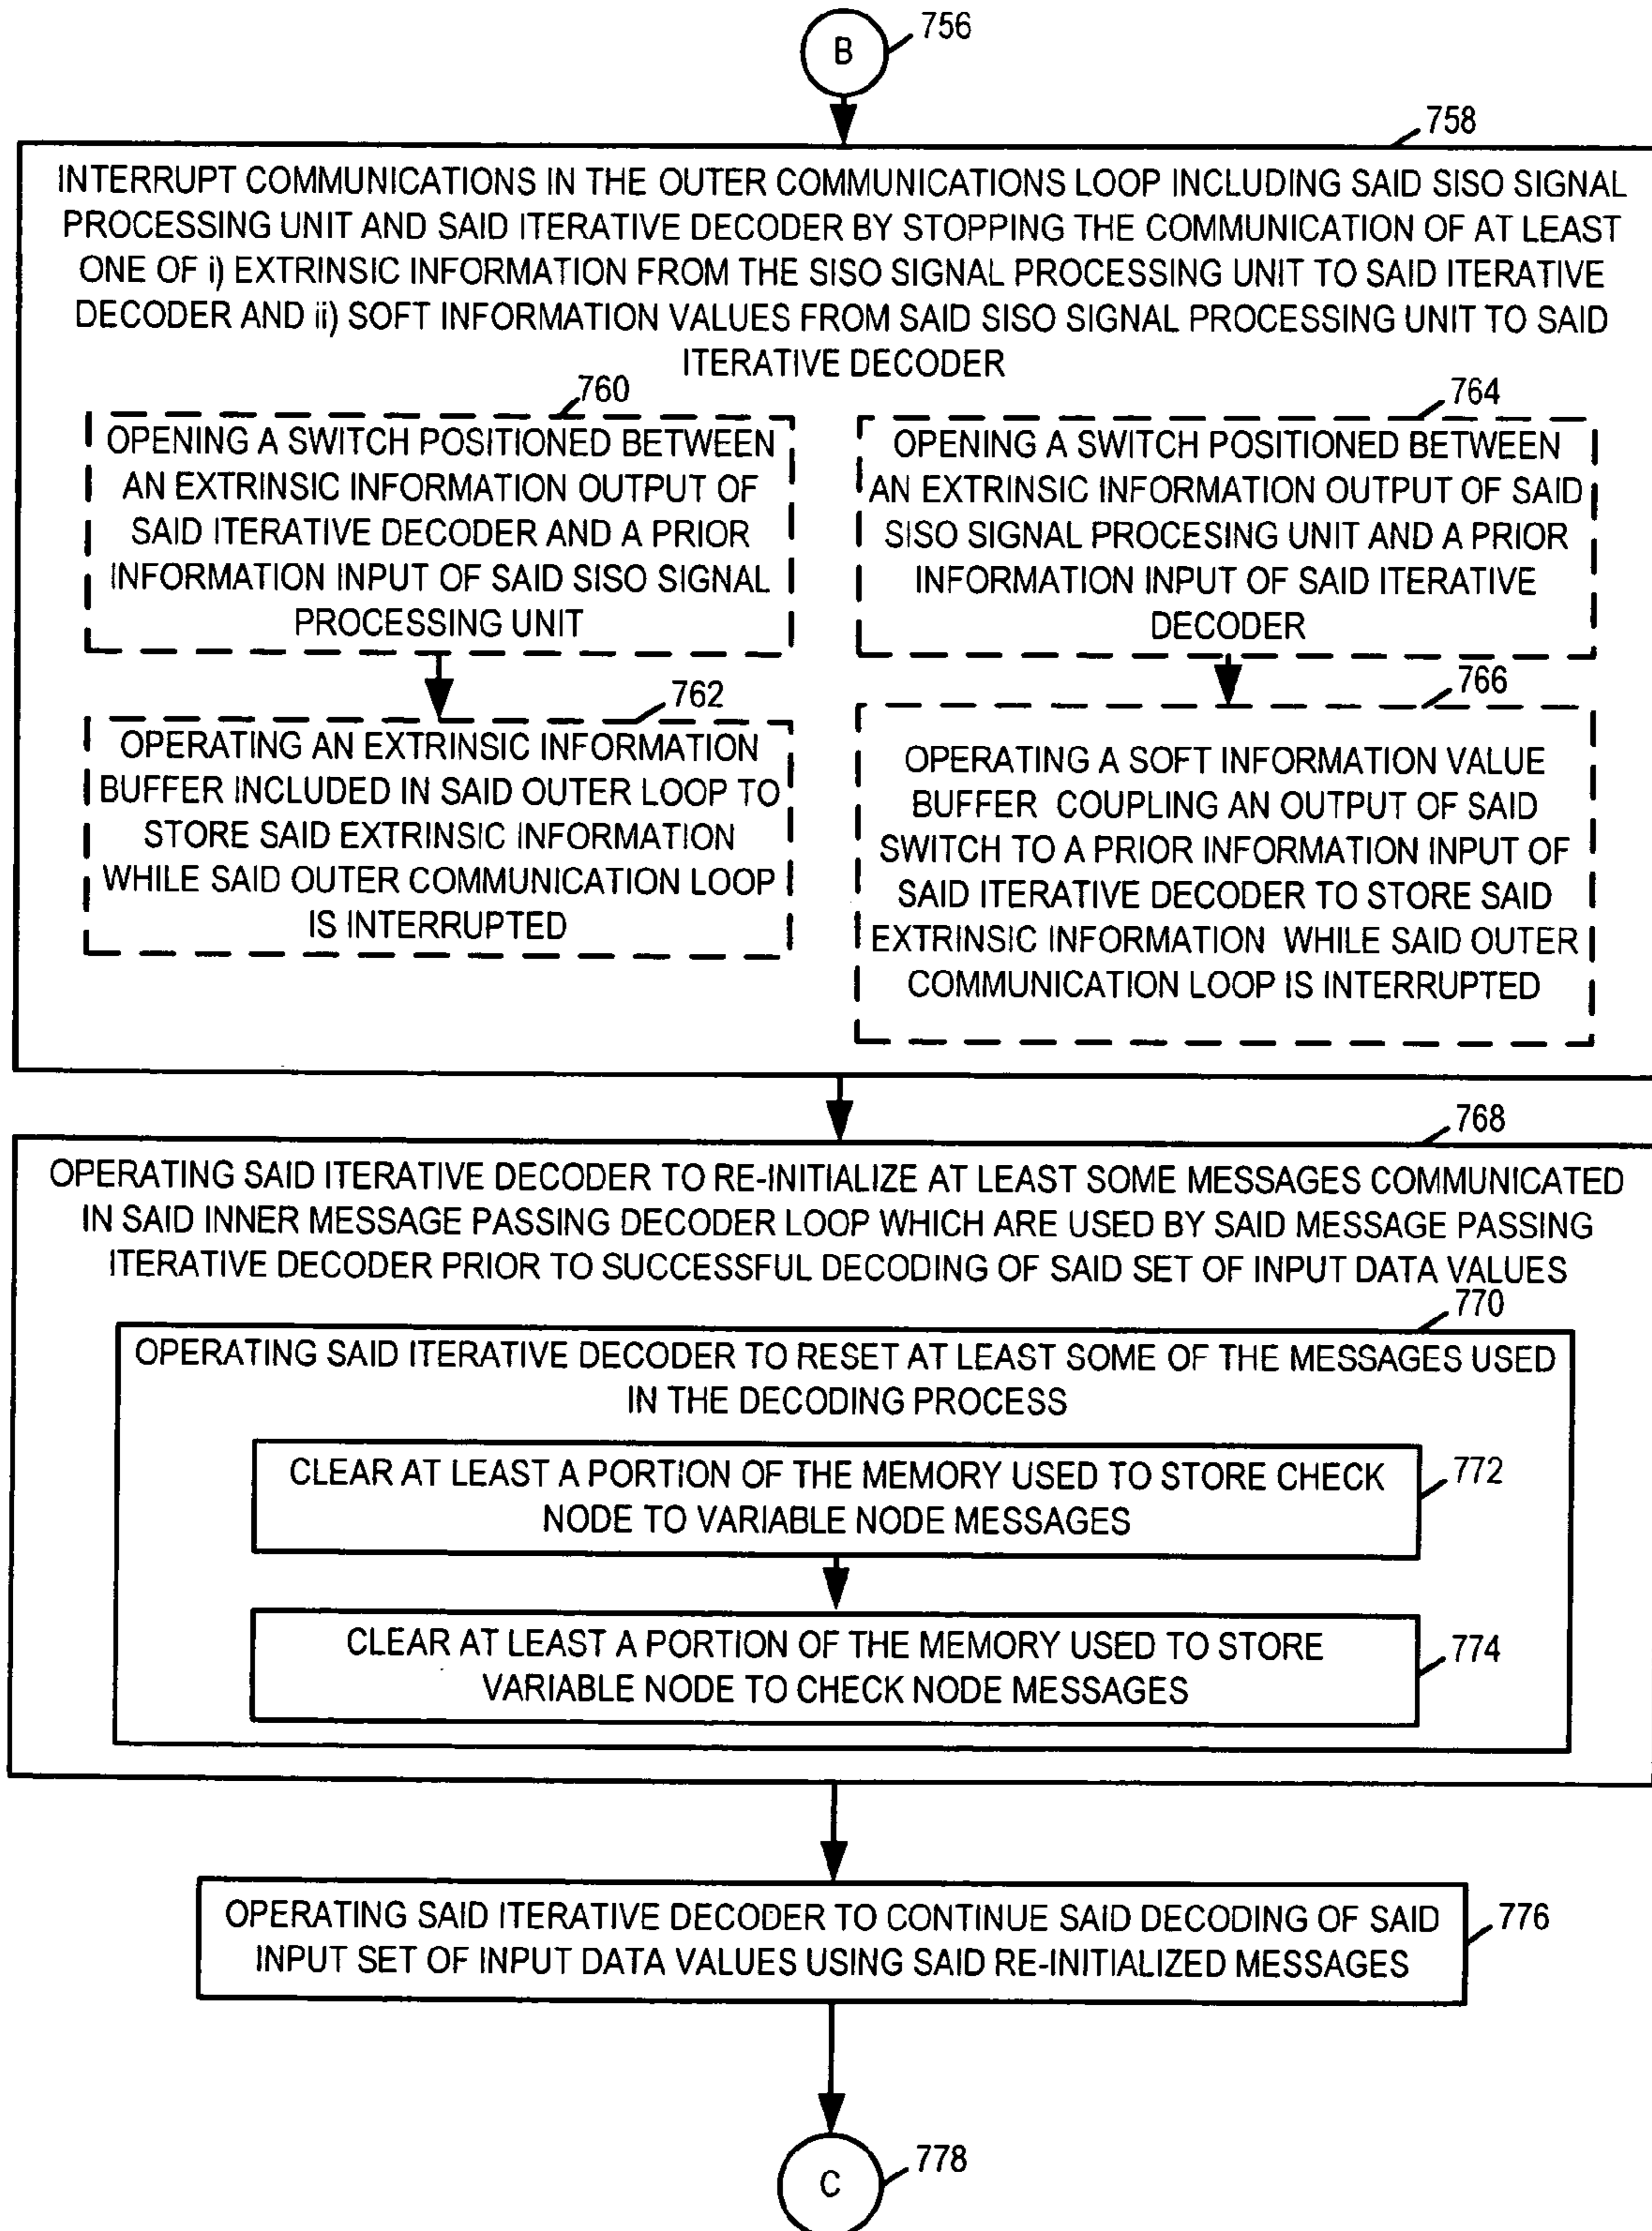 B
756
758
INTERRUPT COMMUNICATIONS IN THE OUTER COMMUNICATIONS LOOP INCLUDING SAID SISO SIGNAL
PROCESSING UNIT AND SAID ITERATIVE DECODER BY STOPPING THE COMMUNICATION OF AT LEAST
ONE OF i) EXTRINSIC INFORMATION FROM THE SISO SIGNAL PROCESSING UNIT TO SAID ITERATIVE
DECODER AND ii) SOFT INFORMATION VALUES FROM SAID SISO SIGNAL PROCESSING UNIT TO SAID
ITERATIVE DECODER
760
OPENING A SWITCH POSITIONED BETWEEN
AN EXTRINSIC INFORMATION OUTPUT OF
SAID ITERATIVE DECODER AND A PRIOR
INFORMATION INPUT OF SAID SISO SIGNAL
PROCESSING UNIT
762
OPERATING AN EXTRINSIC INFORMATION
BUFFER INCLUDED IN SAID OUTER LOOP TO
STORE SAID EXTRINSIC INFORMATION
WHILE SAID OUTER COMMUNICATION LOOP
IS INTERRUPTED
764
OPENING A SWITCH POSITIONED BETWEEN
AN EXTRINSIC INFORMATION OUTPUT OF SAID
SISO SIGNAL PROCESING UNIT AND A PRIOR
INFORMATION INPUT OF SAID ITERATIVE
DECODER
766
OPERATING A SOFT INFORMATION VALUE
BUFFER COUPLING AN OUTPUT OF SAID
SWITCH TO A PRIOR INFORMATION INPUT OF
SAID ITERATIVE DECODER TO STORE SAID
EXTRINSIC INFORMATION WHILE SAID OUTER
COMMUNICATION LOOP IS INTERRUPTED
768
OPERATING SAID ITERATIVE DECODER TO RE-INITIALIZE AT LEAST SOME MESSAGES COMMUNICATED
IN SAID INNER MESSAGE PASSING DECODER LOOP WHICH ARE USED BY SAID MESSAGE PASSING
ITERATIVE DECODER PRIOR TO SUCCESSFUL DECODING OF SAID SET OF INPUT DATA VALUES
770
OPERATING SAID ITERATIVE DECODER TO RESET AT LEAST SOME OF THE MESSAGES USED
IN THE DECODING PROCESS
CLEAR AT LEAST A PORTION OF THE MEMORY USED TO STORE CHECK
NODE TO VARIABLE NODE MESSAGES
772
CLEAR AT LEAST A PORTION OF THE MEMORY USED TO STORE
VARIABLE NODE TO CHECK NODE MESSAGES
774
OPERATING SAID ITERATIVE DECODER TO CONTINUE SAID DECODING OF SAID
INPUT SET OF INPUT DATA VALUES USING SAID RE-INITIALIZED MESSAGES
776
C
778